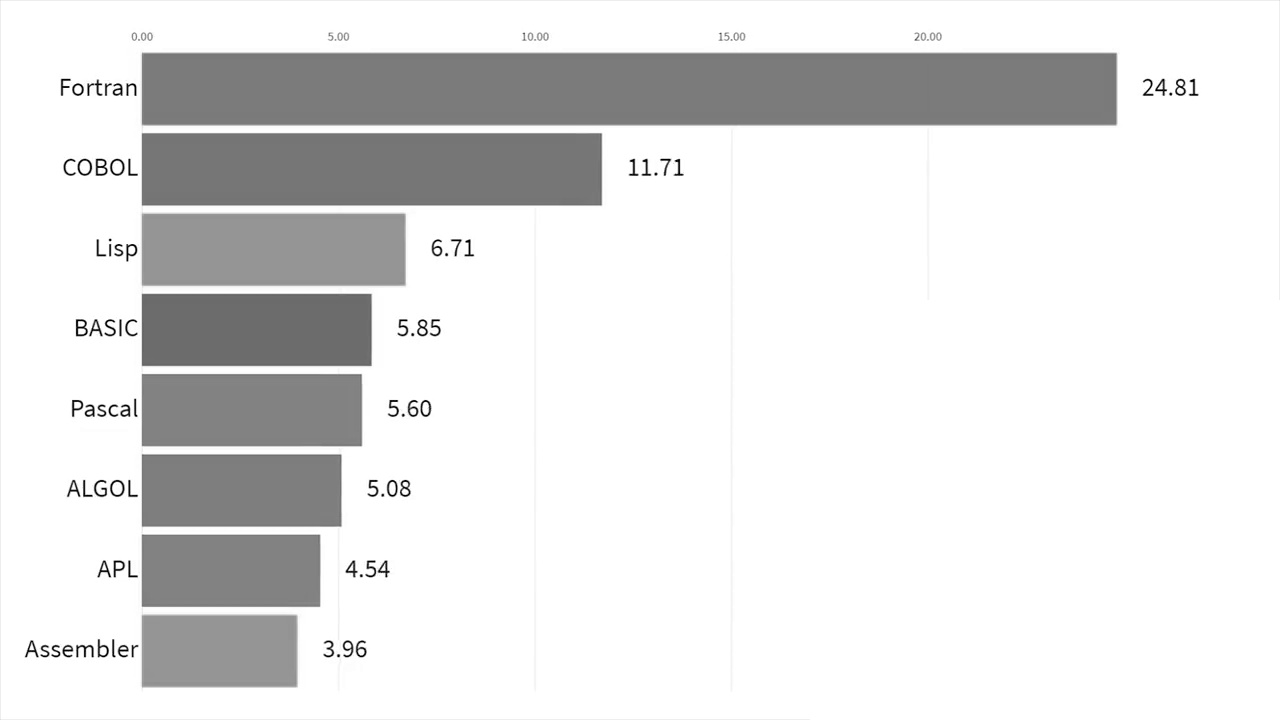 0.00 5.00 10.00 15.00 20.00
Fortran 24.81
COBOL 11.71
Lisp 6.71
BASIC 5.85
Pascal 5.60
ALGOL 5.08
APL 4.54
Assembler 3.96